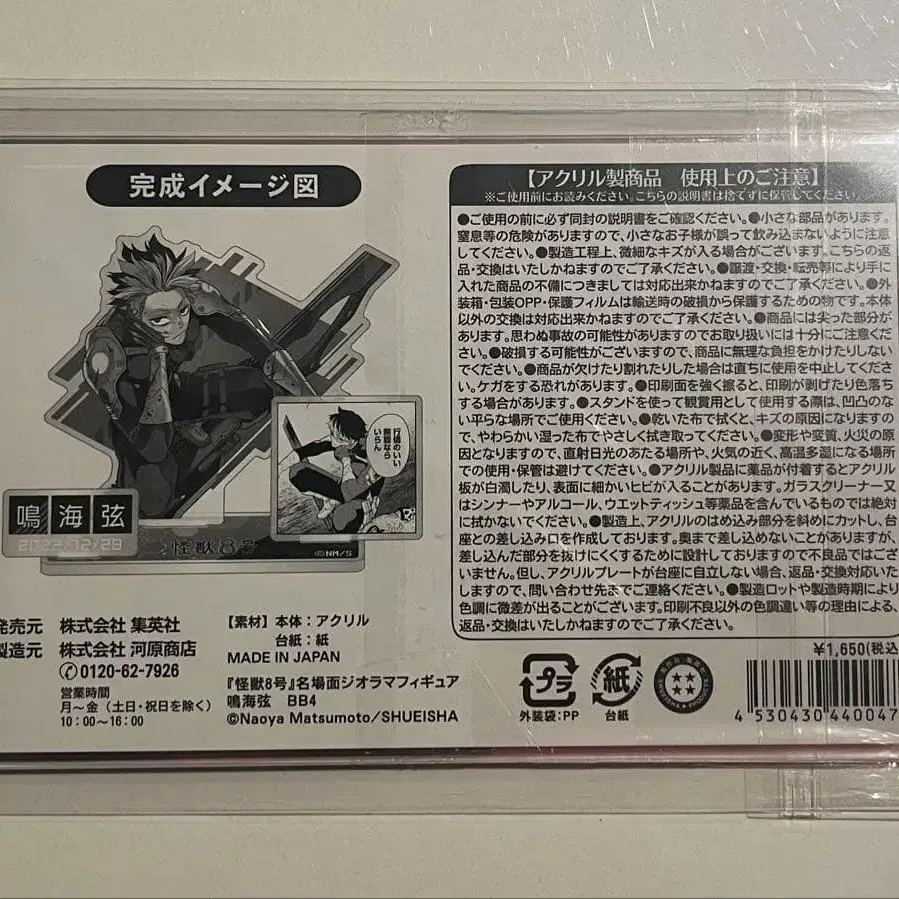 完成イメージ図
行儀のいい
無能なら
いらん
鳴海弦
2022/12/28
怪獣8号
©NM/S
発売元 株式会社 集英社
製造元 株式会社 河原商店
0120-62-7926
営業時間
月～金(土日・祝日を除く)
10:00～16:00
【素材】本体:アクリル
台紙:紙
MADE IN JAPAN
『怪獣8号』名場面ジオラマフィギュア
鳴海弦 BB4
©Naoya Matsumoto/SHUEISHA
【アクリル製商品 使用上のご注意】
※ご使用前にお読みください。こちらの説明書は捨てずに保管してください。
●ご使用の前に必ず同封の説明書をご確認ください。●小さな部品があります。
窒息等の危険がありますので、小さなお子様が誤って飲み込まないように注意
してください。●製造工程上、微細なキズが入る場合がございます。こちらの返
品・交換はいたしかねますのでご了承ください。●譲渡・交換・転売等により手に
入れた商品の不備につきましては対応出来かねますのでご了承ください。●外
装箱・包装OPP・保護フィルムは輸送時の破損から保護するための物です。本体
以外の交換は対応出来かねますのでご了承ください。●商品には尖った部分が
あります。思わぬ事故の可能性がありますのでお取り扱いには十分にご注意くだ
さい。●破損する可能性がございますので、商品に無理な負担をかけたりしない
でください。●商品が欠けたり割れたりした場合は直ちに使用を中止してくださ
い。ケガをする恐れがあります。●印刷面を強く擦ると、印刷が剥げたり色落ち
する場合があります。●スタンドを使って観賞用として使用する際は、凹凸のな
い平らな場所でご使用ください。●乾いた布で拭くと、キズの原因になりますの
で、やわらかい湿った布でやさしく拭き取ってください。●変形や変質、火災の原
因となりますので、直射日光のあたる場所や、火気の近く、高温多湿になる場所
での使用・保管は避けてください。●アクリル製品に薬品が付着するとアクリル
板が白濁したり、表面に細かいヒビが入ることがあります。ガラスクリーナー又
はシンナーやアルコール、ウエットティッシュ等薬品を含んでいるものでは絶対
に拭かないでください。●製造上、アクリルのはめ込み部分を斜めにカットし、台
座との差し込み口を作成しております。奥まで差し込めないことがありますが、
差し込んだ部分を抜けにくくするために設計しておりますので不良品ではござ
いません。但し、アクリルプレートが台座に自立しない場合、返品・交換対応いた
しますので、問い合わせ先までご連絡ください。●製造ロットや製造時期により
色調に微差が出ることがございます。印刷不良以外の色調違い等の理由による、
返品・交換はいたしかねますのでご了承ください。
¥1,650(税込
プラ
外装袋:PP
紙
台紙
4 530430 440047